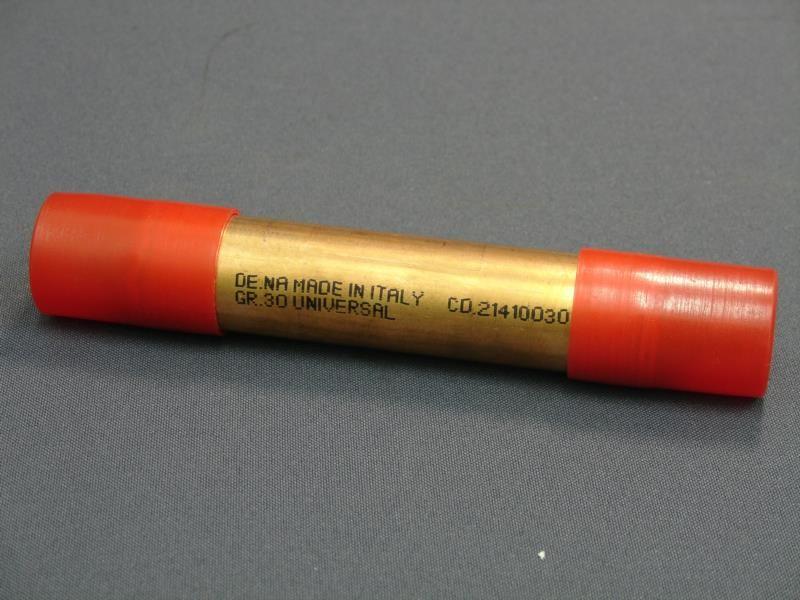 DE.NA MADE IN ITALY CD.21410030
GR.30 UNIVERSAL